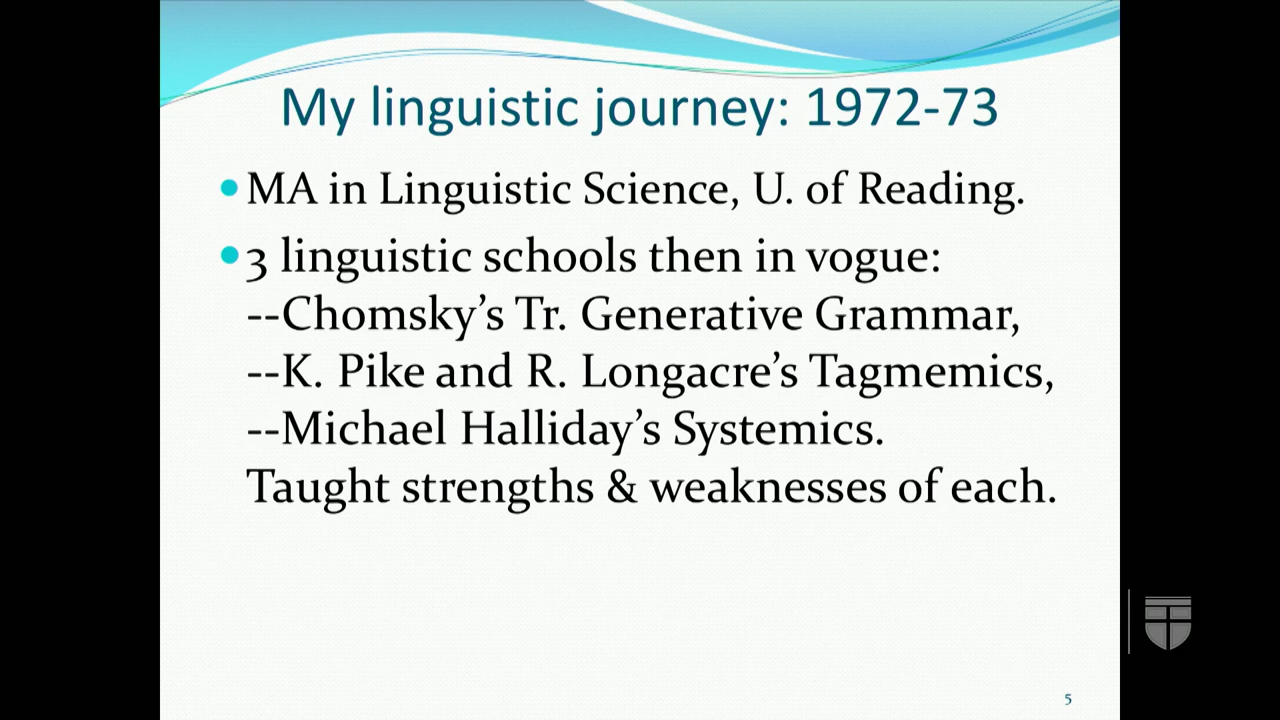 My linguistic journey: 1972-73
MA in Linguistic Science, U. of Reading.
3 linguistic schools then in vogue:
--Chomsky’s Tr. Generative Grammar,
--K. Pike and R. Longacre’s Tagmemics,
--Michael Halliday’s Systemics.
Taught strengths & weaknesses of each.
5